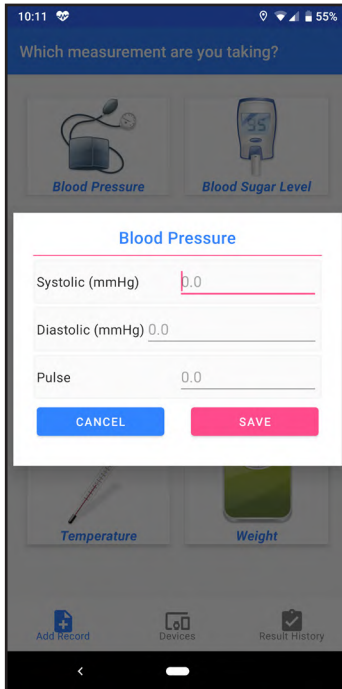 10:11 55%
Which measurement are you taking?
55
Blood Pressure Blood Sugar Level
Blood Pressure
Systolic (mmHg) 0.0
Diastolic (mmHg) 0.0
Pulse 0.0
CANCEL SAVE
Temperature Weight
Add Record Devices Result History